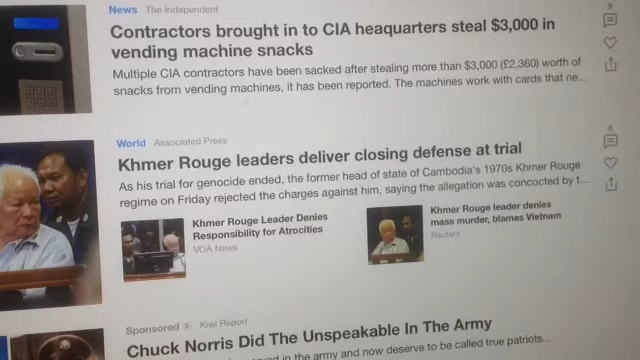 News The Independent
Contractors brought in to CIA heaquarters steal $3,000 in
vending machine snacks
Multiple CIA contractors have been sacked after stealing more than $3,000 (£2,360) worth of
snacks from vending machines, it has been reported. The machines work with cards that ne...
9
World Associated Press
Khmer Rouge leaders deliver closing defense at trial
As his trial for genocide ended, the former head of state of Cambodia's 1970s Khmer Rouge
regime on Friday rejected the charges against him, saying the allegation was concocted by t...
8
Khmer Rouge Leader Denies
Responsibility for Atrocities
VOA News
Khmer Rouge leader denies
mass murder, blames Vietnam
Reuters
Sponsored Kiwi Report
Chuck Norris Did The Unspeakable In The Army
in the army and now deserve to be called true patriots...